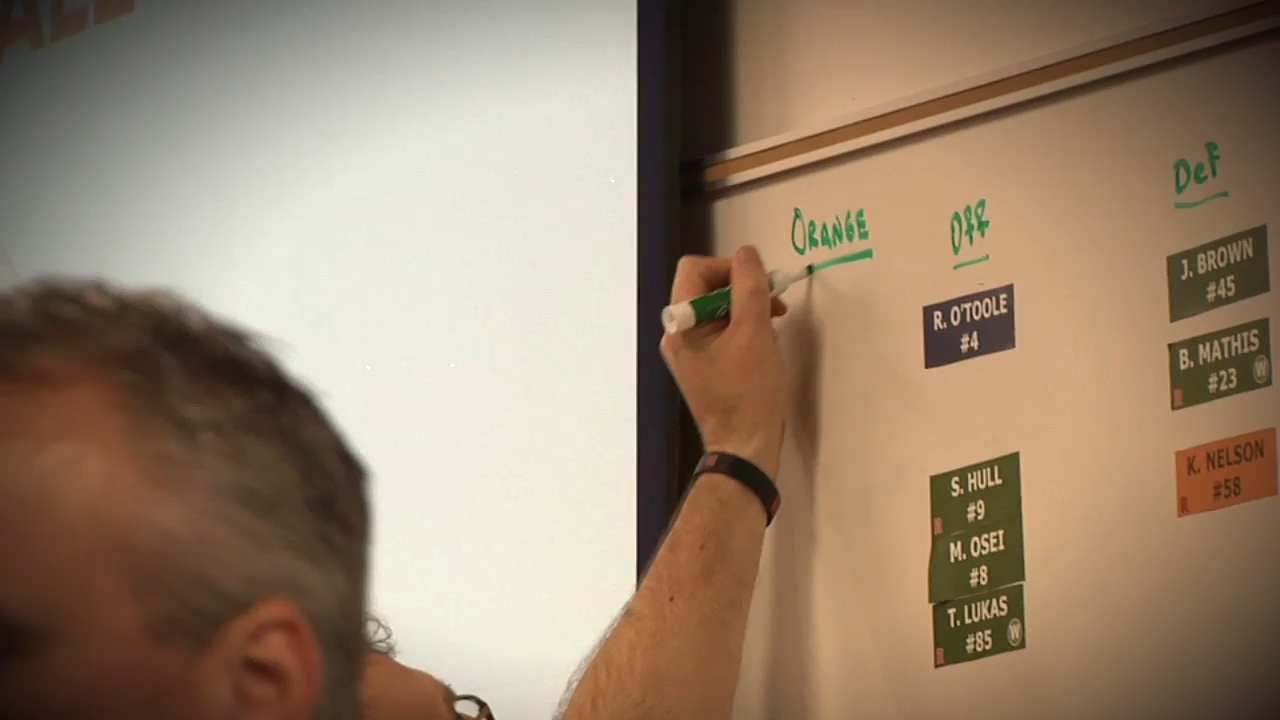 ORANGE
OFF
DeF
R. O'TOOLE
#4
S. HULL
#9
M. OSEI
#8
T. LUKAS
#85
W
J. BROWN
#45
B. MATHIS
#23
W
K. NELSON
#58